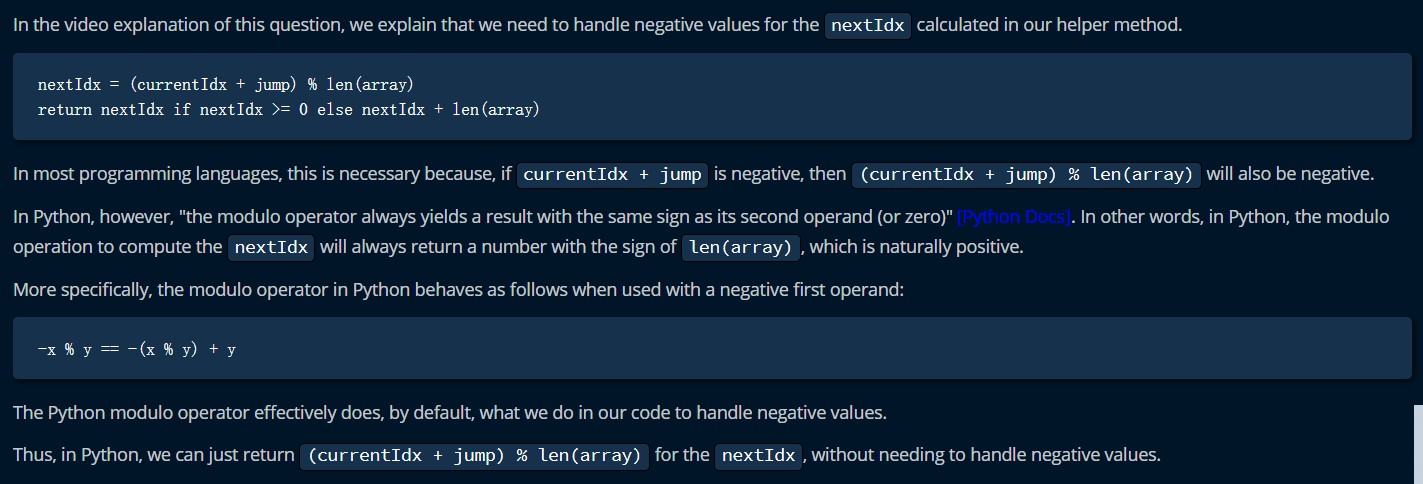 In the video explanation of this question, we explain that we need to handle negative values for the nextIdx calculated in our helper method.
nextIdx = (currentIdx + jump) % len(array)
return nextIdx if nextIdx >= 0 else nextIdx + len(array)
In most programming languages, this is necessary because, if currentIdx + jump is negative, then (currentIdx + jump) % len(array) will also be negative.
In Python, however, "the modulo operator always yields a result with the same sign as its second operand (or zero)" [Python Docs]. In other words, in Python, the modulo
operation to compute the nextIdx will always return a number with the sign of len(array), which is naturally positive.
More specifically, the modulo operator in Python behaves as follows when used with a negative first operand:
-x % y == -(x % y) + y
The Python modulo operator effectively does, by default, what we do in our code to handle negative values.
Thus, in Python, we can just return (currentIdx + jump) % len(array) for the nextIdx, without needing to handle negative values.